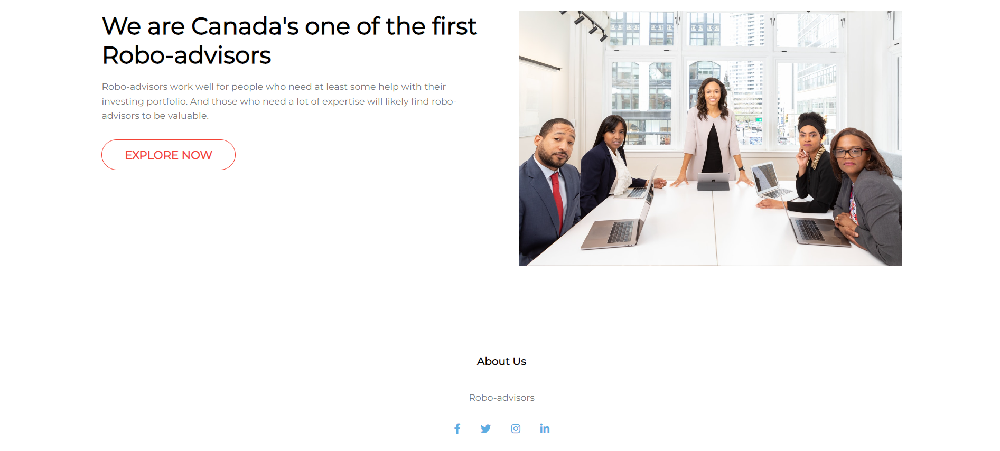 We are Canada's one of the first
Robo-advisors
Robo-advisors work well for people who need at least some help with their
investing portfolio. And those who need a lot of expertise will likely find robo-
advisors to be valuable.
EXPLORE NOW
About Us
Robo-advisors